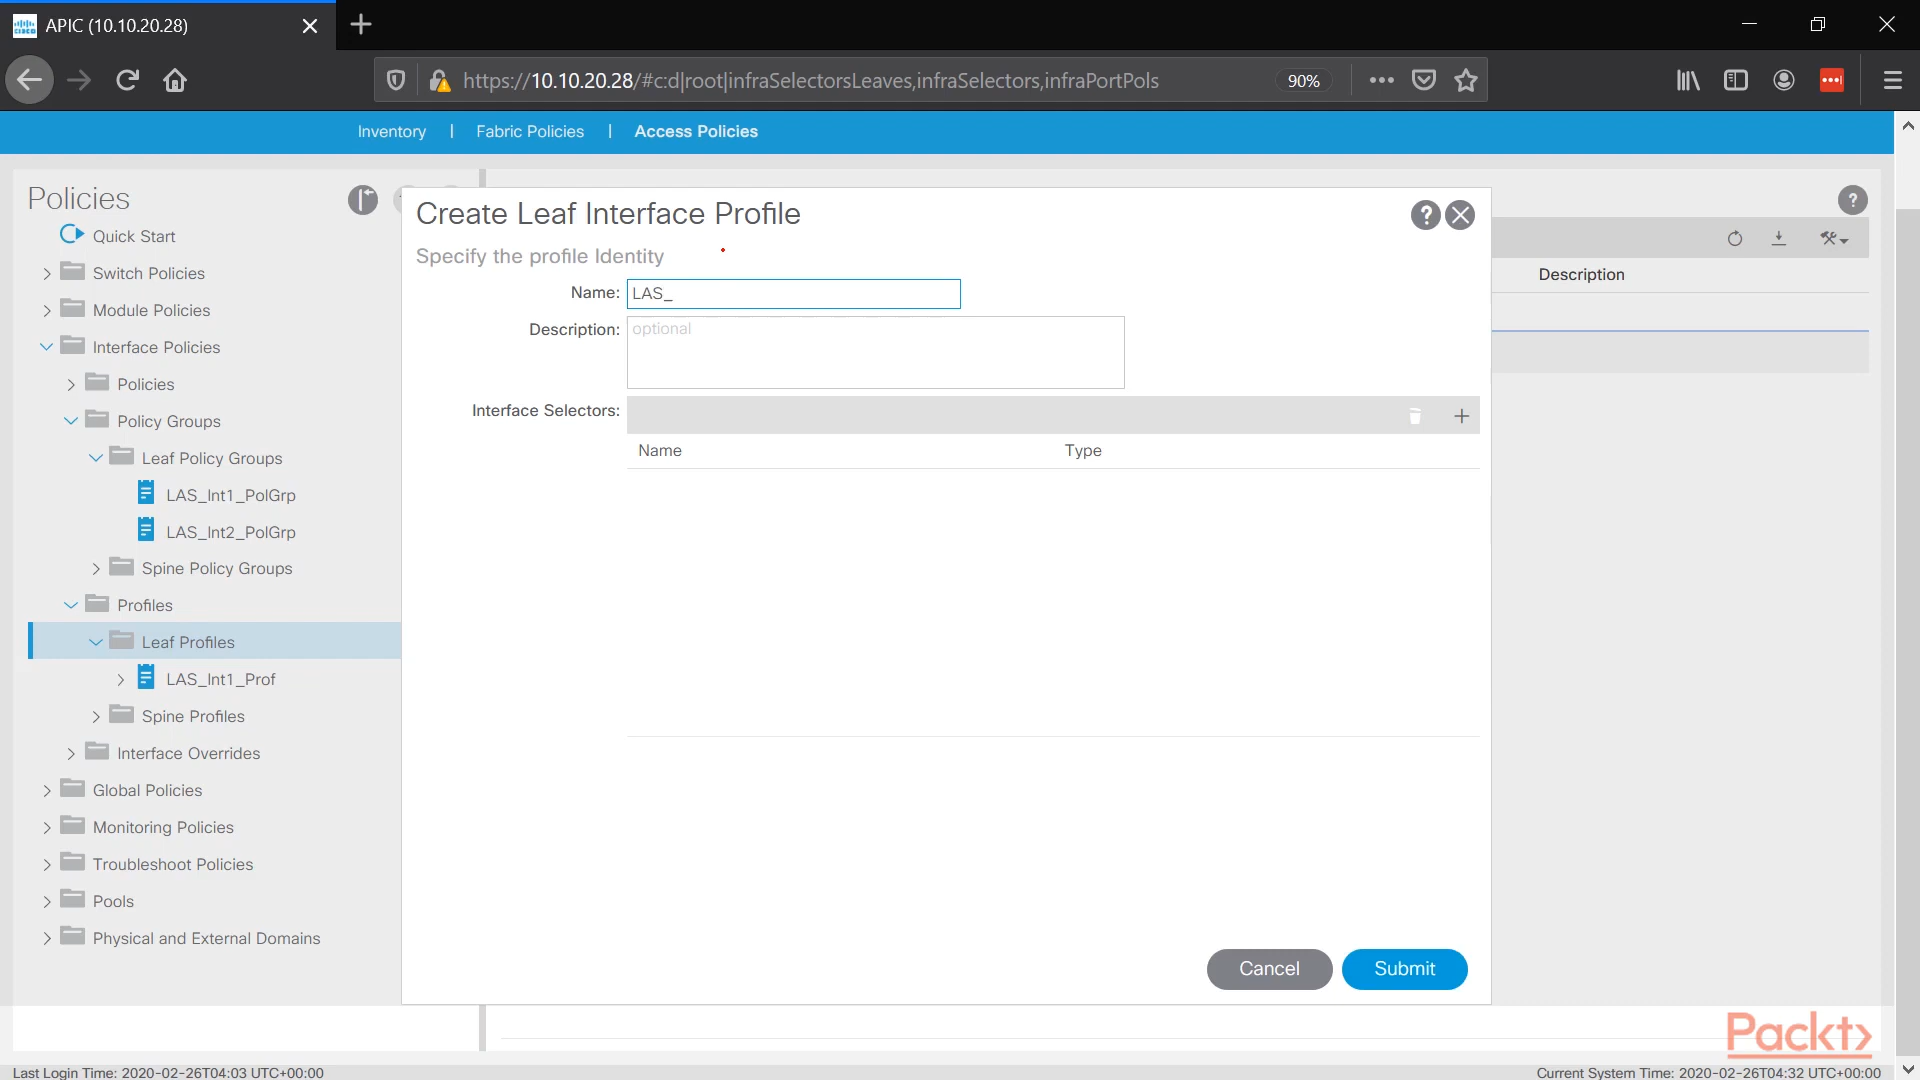 APIC (10.10.20.28)
https://10.10.20.28/#c:d|root|infraSelectorsLeaves,infraSelectors,infraPortPols
90%
Inventory | Fabric Policies | Access Policies
Policies
Quick Start
Switch Policies
Module Policies
Interface Policies
Policies
Policy Groups
Leaf Policy Groups
LAS_Int1_PolGrp
LAS_Int2_PolGrp
Spine Policy Groups
Profiles
Leaf Profiles
LAS_Int1_Prof
Spine Profiles
Interface Overrides
Global Policies
Monitoring Policies
Troubleshoot Policies
Pools
Physical and External Domains
Create Leaf Interface Profile
Specify the profile Identity
Name: LAS_
Description: optional
Interface Selectors:
Name Type
Cancel Submit
Description
Packt>
Last Login Time: 2020-02-26T04:03 UTC+00:00
Current System Time: 2020-02-26T04:32 UTC+00:00